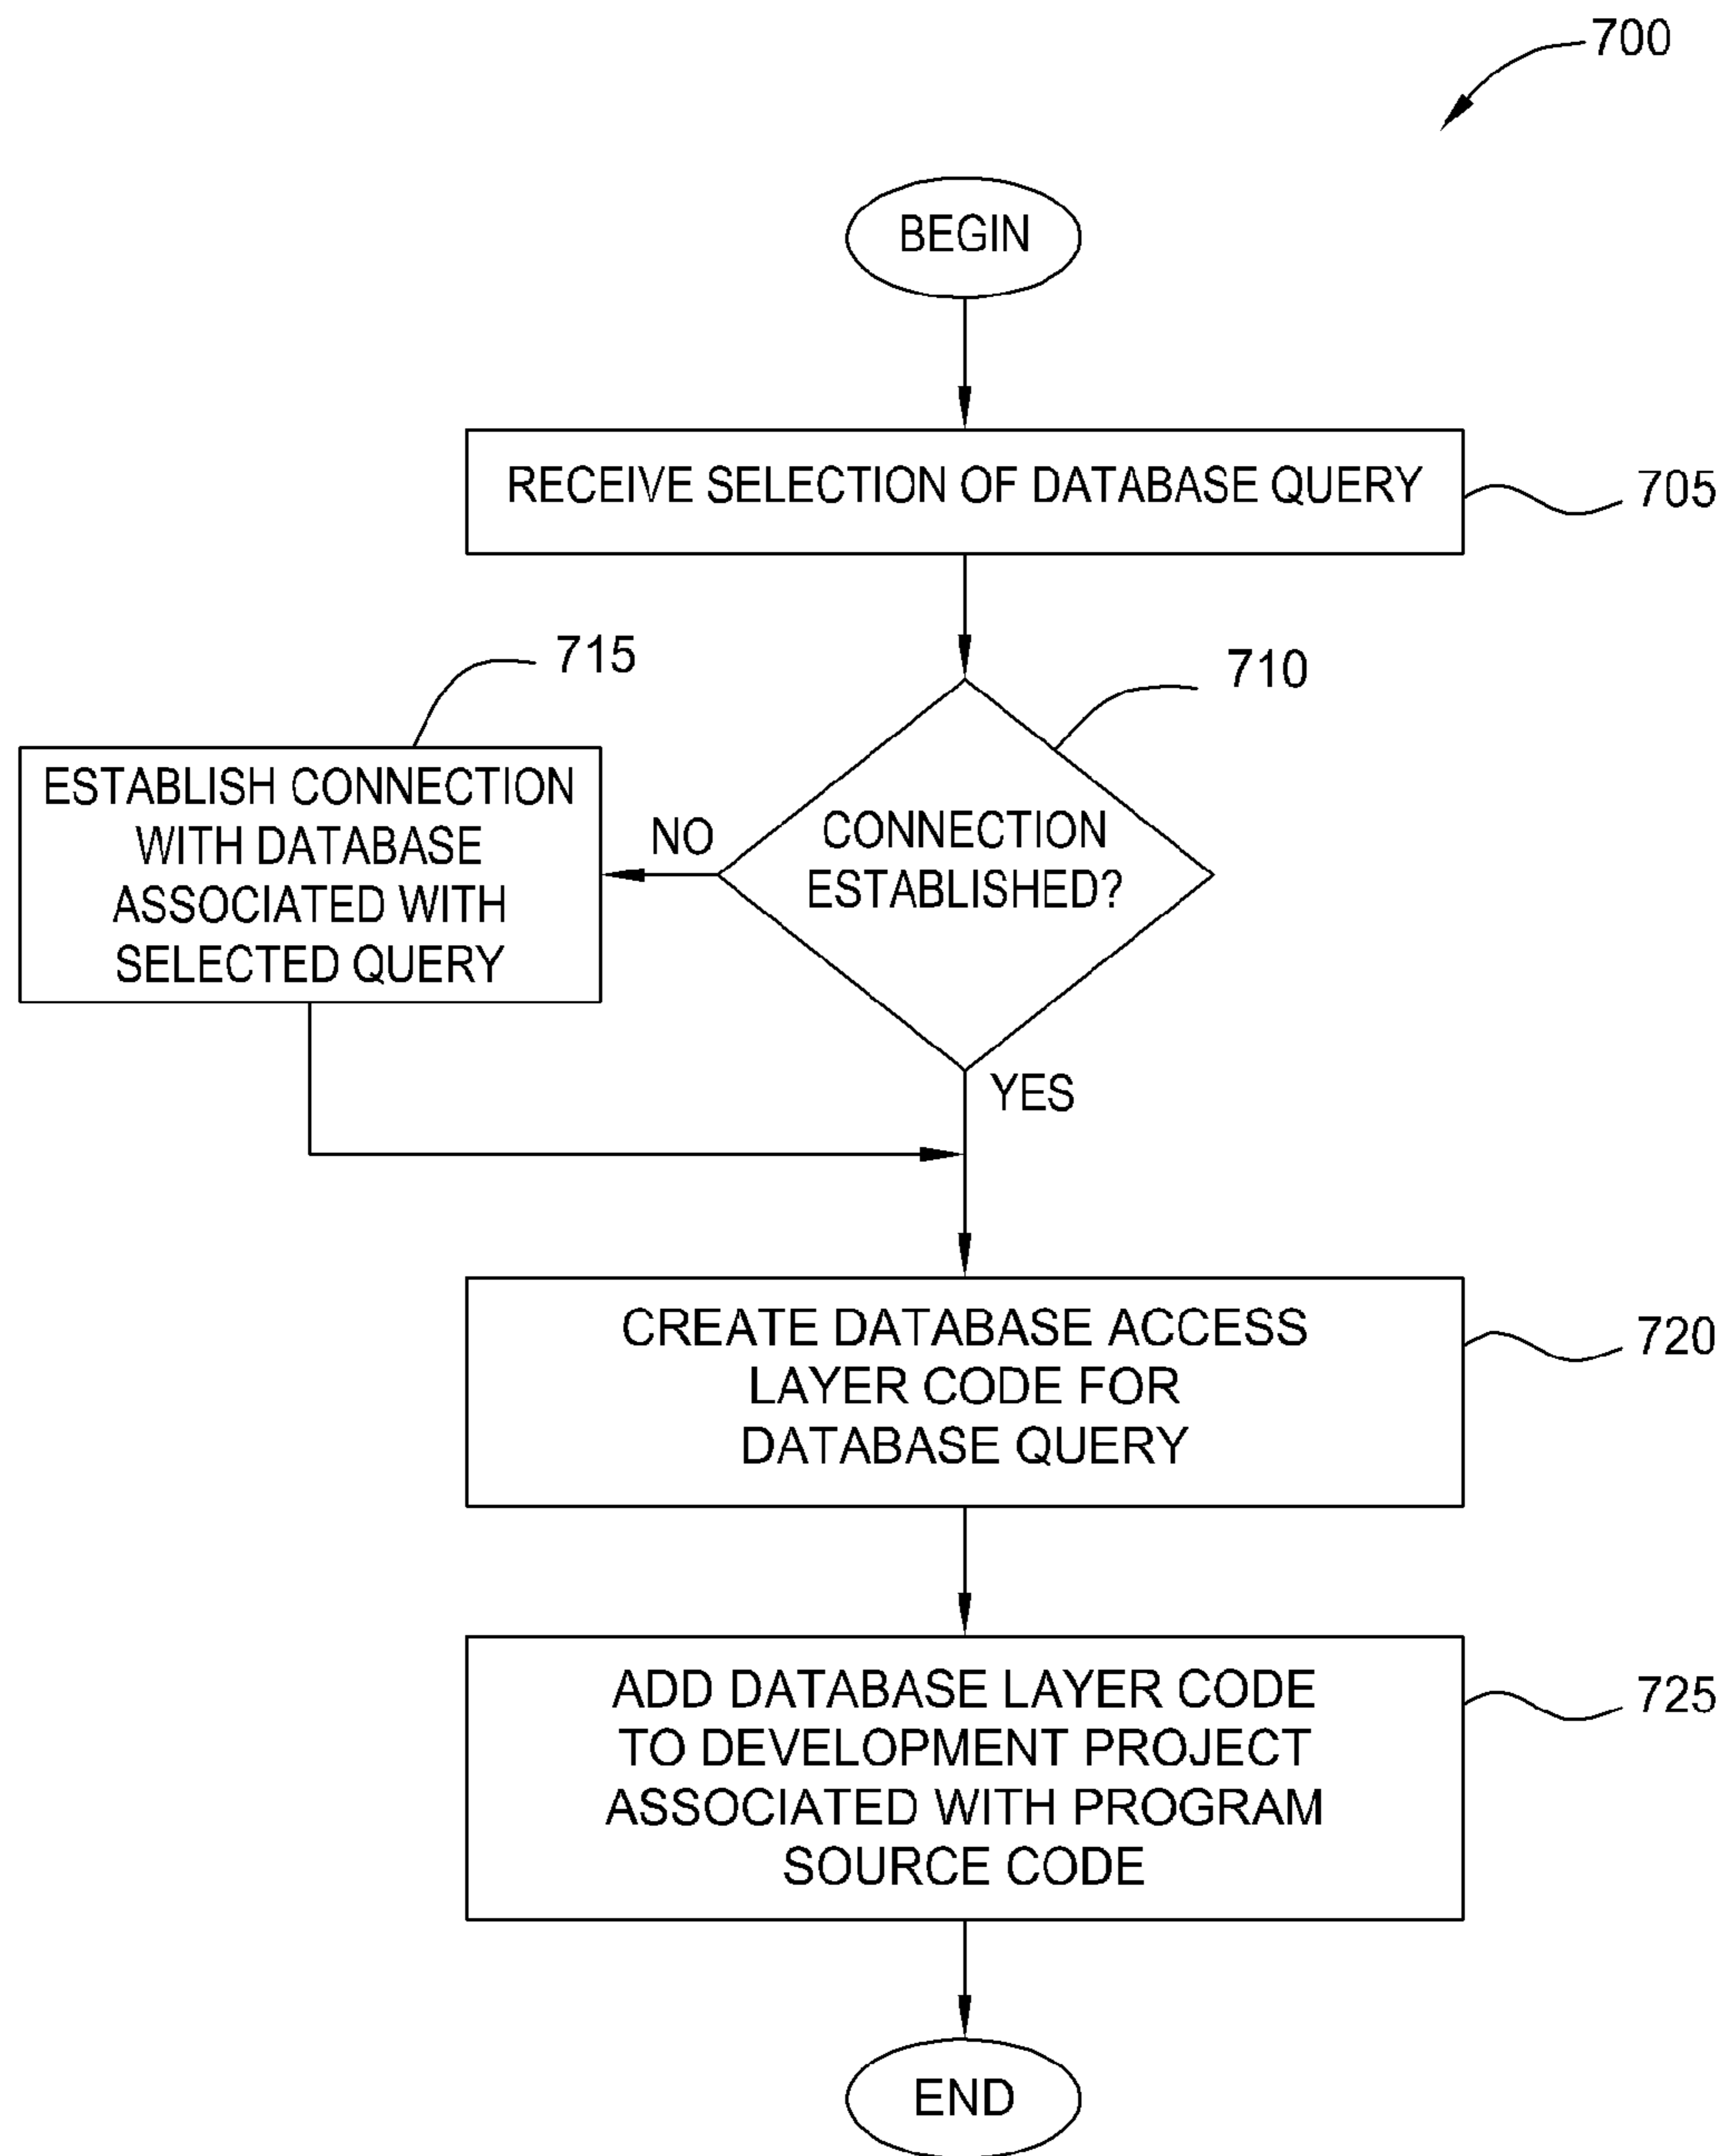 700
BEGIN
RECEIVE SELECTION OF DATABASE QUERY
705
715
710
ESTABLISH CONNECTION
WITH DATABASE
ASSOCIATED WITH
SELECTED QUERY
NO
CONNECTION
ESTABLISHED?
YES
CREATE DATABASE ACCESS
LAYER CODE FOR
DATABASE QUERY
720
ADD DATABASE LAYER CODE
TO DEVELOPMENT PROJECT
ASSOCIATED WITH PROGRAM
SOURCE CODE
725
END